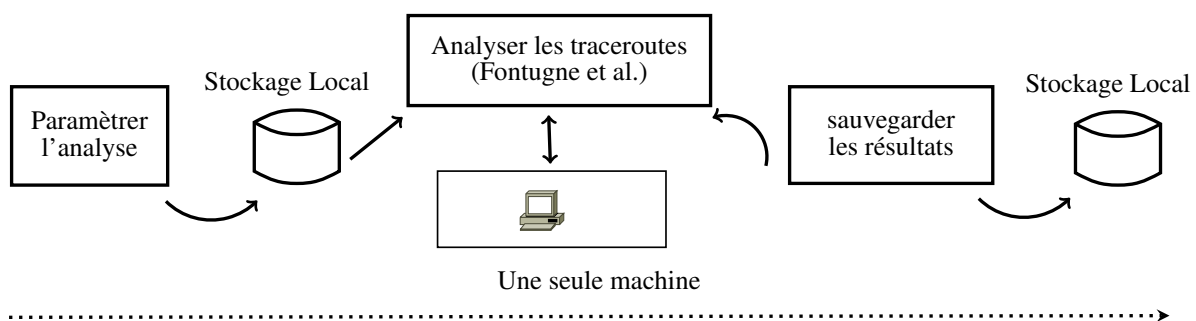 Paramètrer
l'analyse
Stockage Local
Analyser les traceroutes
(Fontugne et al.)
Une seule machine
sauvegarder
les résultats
Stockage Local